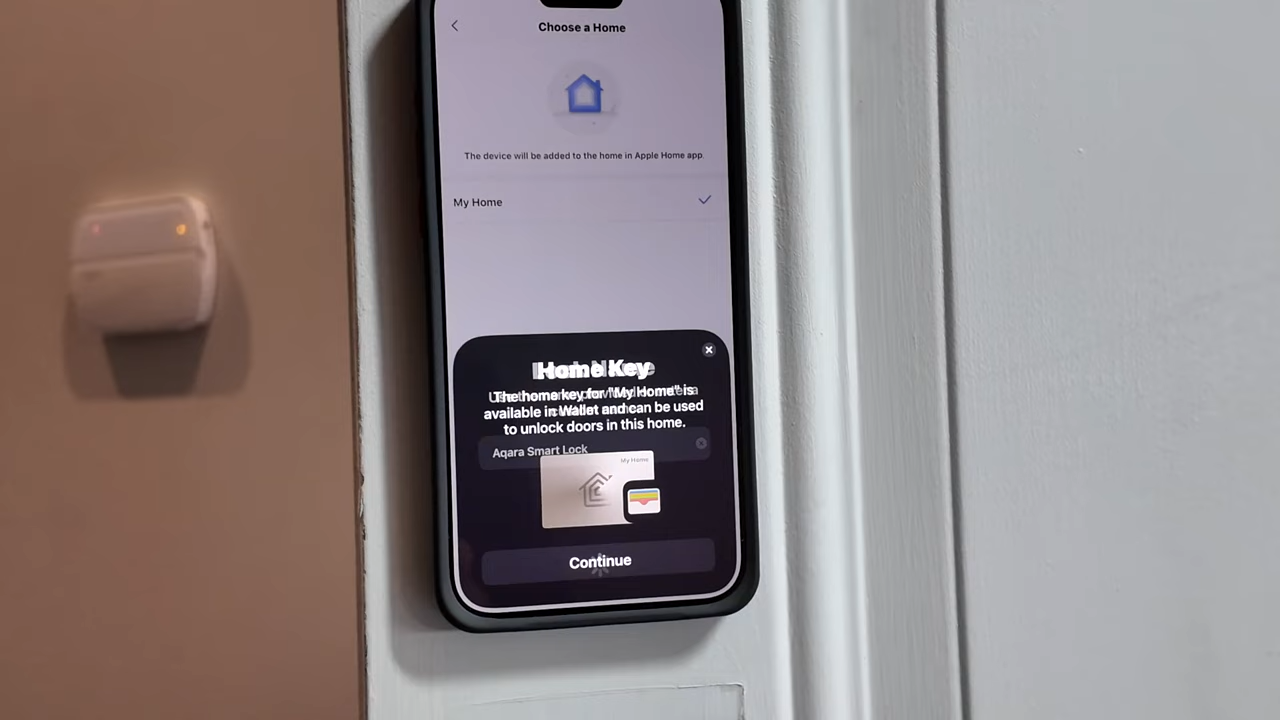 Choose a Home
The device will be added to the home in Apple Home app.
My Home
Home Key
The home key for "My Home" is
available in Wallet and can be used
to unlock doors in this home.
Aqara Smart Lock
My Home
Continue